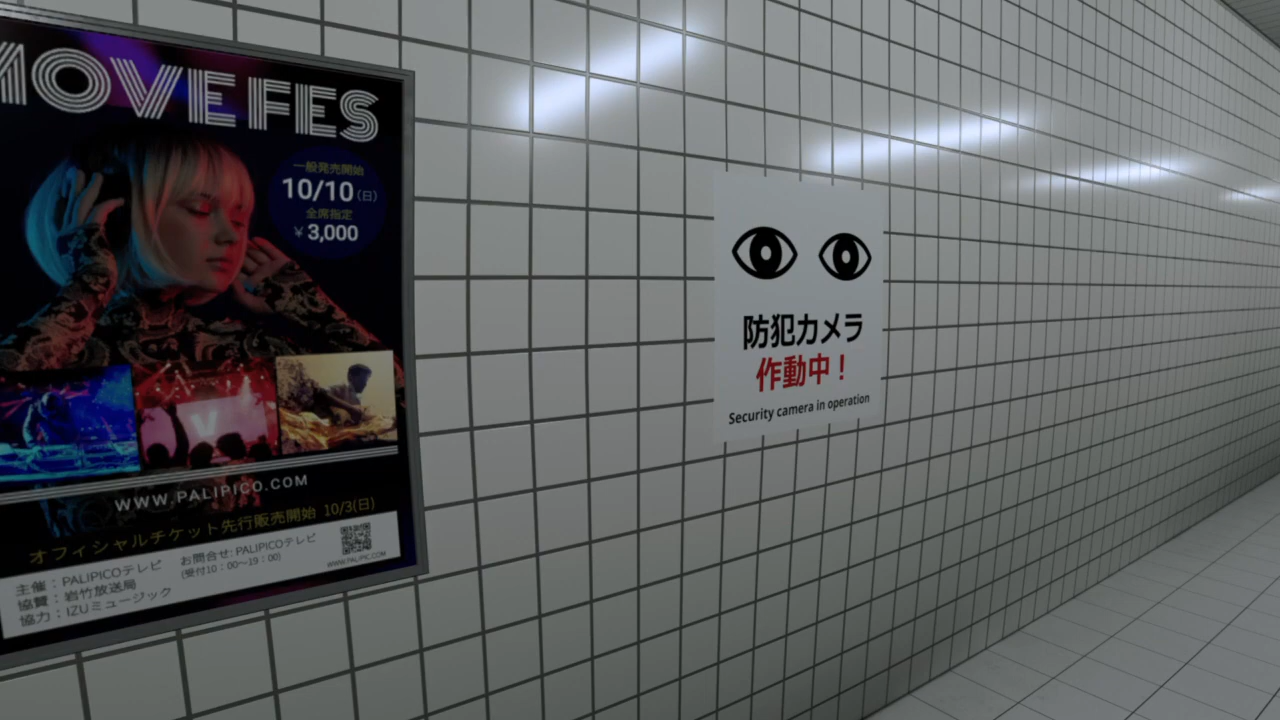 MOVE FES
一般発売開始
10/10(日)
全席指定
¥3,000
WWW.PALIPICO.COM
オフィシャルチケット先行販売開始 10/3(日)
主催：PALIPICOテレビ
協賛：岩竹放送局
協力：IZUミュージック
お問合せ: PALIPICOテレビ
(受付10：00〜19：00)
WWW.PALIPIC.COM
防犯カメラ
作動中！
Security camera in operation